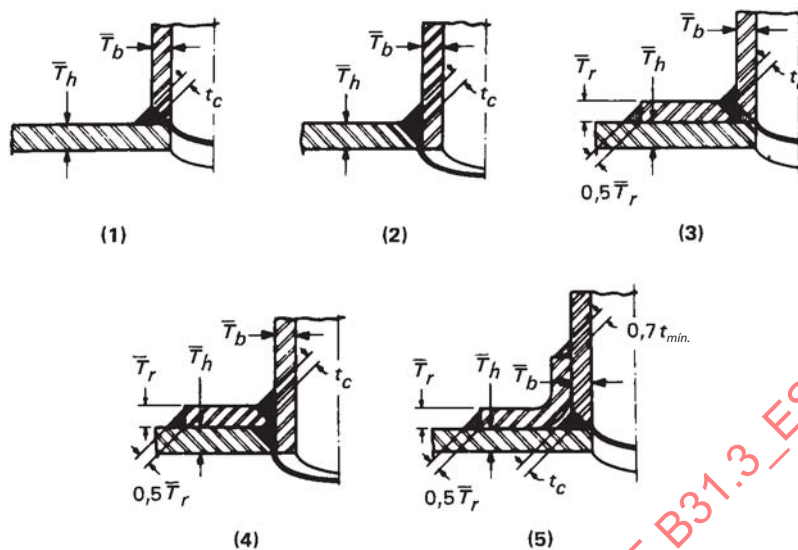 T̿b
T̿h
tc
(1)
T̿b
T̿h
tc
(2)
T̿b
T̿h
T̿r
t
0,5 T̿r
(3)
T̿b
T̿h
T̿r
tc
0,5 T̿r
(4)
0,7 tmín.
T̿h
T̿r
T̿b
0,5 T̿r
tc
(5)
B31.3_ES